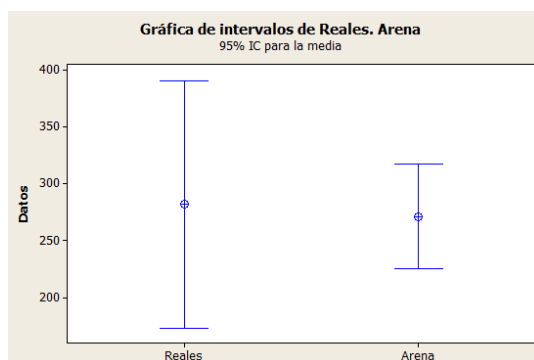 Gráfica de intervalos de Reales. Arena
95% IC para la media
400
350
300
250
200
Datos
Reales Arena